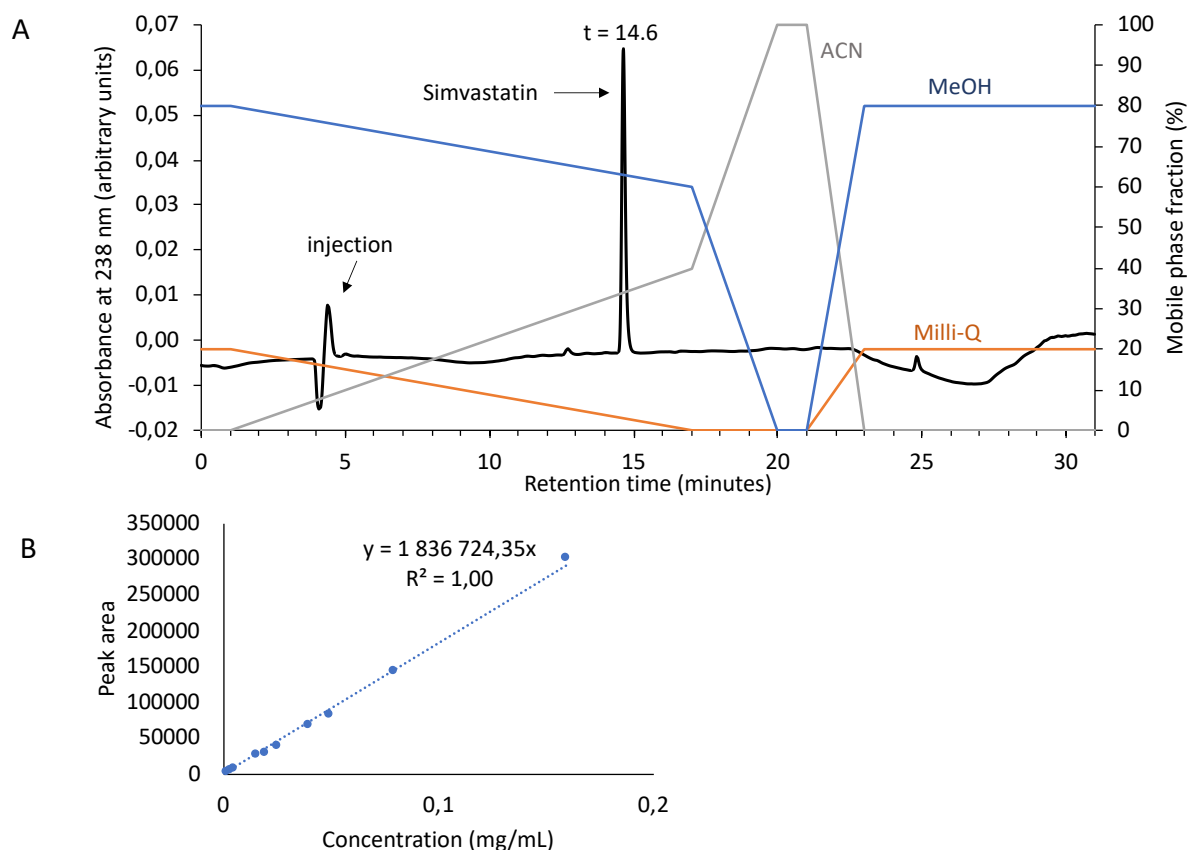 A
Absorbance at 238 nm (arbitrary units)
0,07
0,06
0,05
0,04
0,03
0,02
0,01
0,00
-0,01
-0,02
t = 14.6
Simvastatin
injection
ACN
MeOH
Milli-Q
100
90
80
70
60
50
40
30
20
10
0
Mobile phase fraction (%)
0
5
10
15
20
25
30
Retention time (minutes)
B
Peak area
350000
300000
250000
200000
150000
100000
50000
0
y = 1 836 724,35x
R² = 1,00
0
0,1
0,2
Concentration (mg/mL)